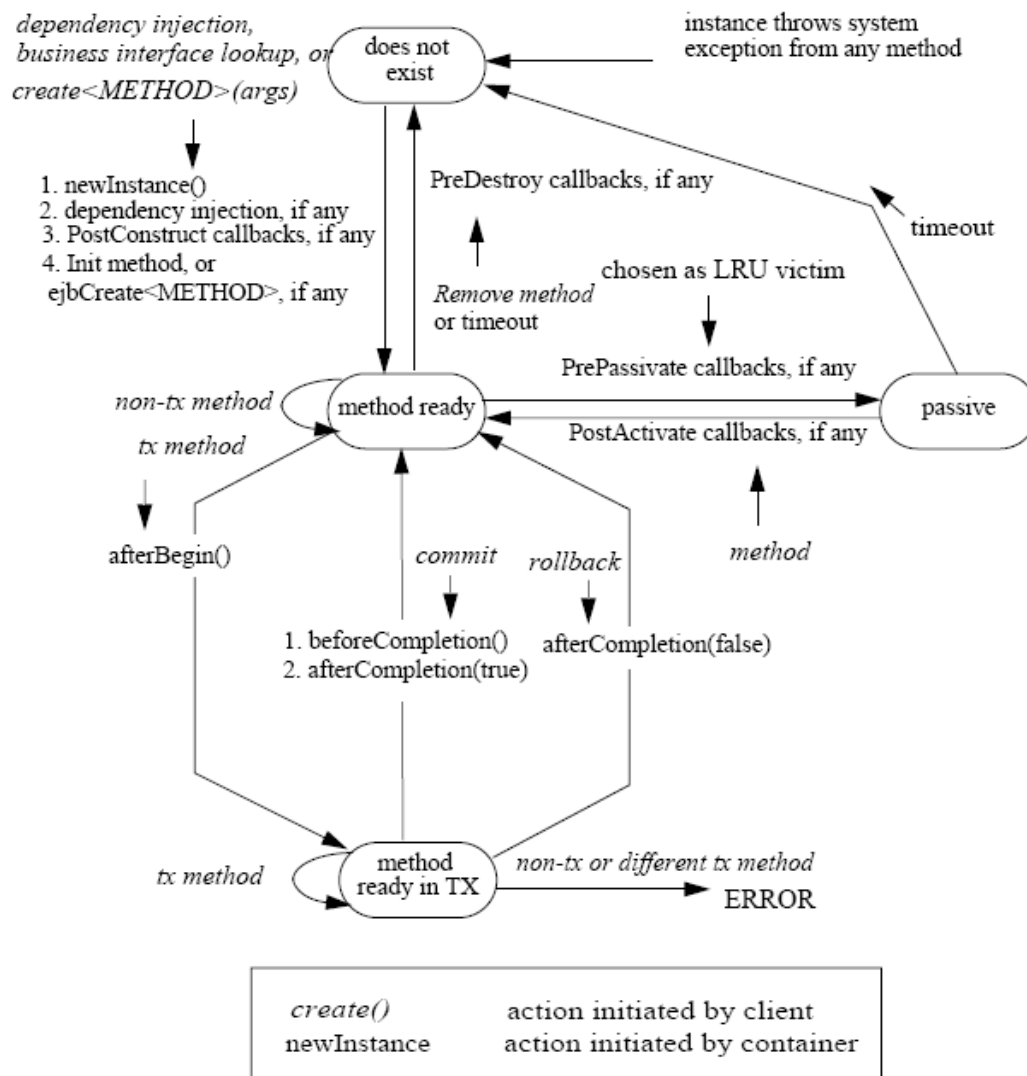 dependency injection,
business interface lookup, or
create<METHOD>(args)
does not
exist
instance throws system
exception from any method
1. newInstance()
2. dependency injection, if any
3. PostConstruct callbacks, if any
4. Init method, or
ejbCreate<METHOD>, if any
PreDestroy callbacks, if any
timeout
Remove method
or timeout
chosen as LRU victim
PrePassivate callbacks, if any
non-tx method
method ready
passive
tx method
PostActivate callbacks, if any
afterBegin()
commit
rollback
method
1. beforeCompletion()
2. afterCompletion(true)
afterCompletion(false)
tx method
method
ready in TX
non-tx or different tx method
ERROR
create() action initiated by client
newInstance action initiated by container